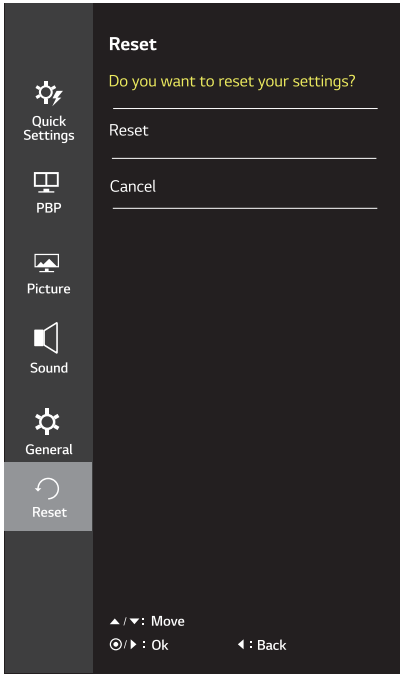 Reset
Do you want to reset your settings?
Reset
Cancel
Quick
Settings
PBP
Picture
Sound
General
Reset
▲/▼: Move
◉/▶ : Ok
◀ : Back